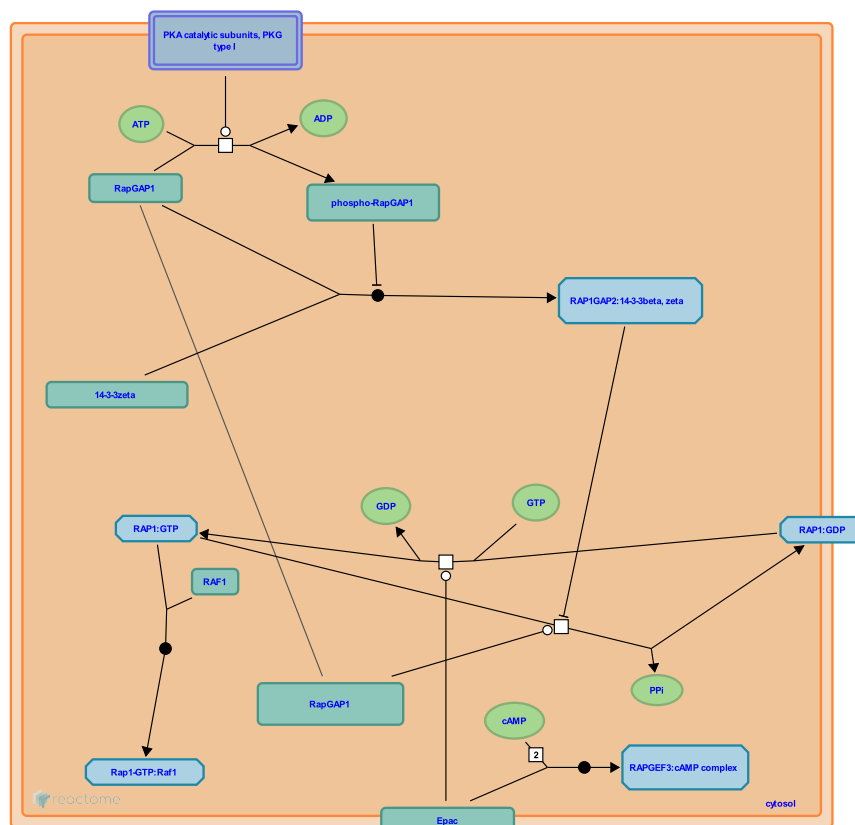 PKA catalytic subunits, PKG
type I
ATP
ADP
RapGAP1
phospho-RapGAP1
RAP1GAP2:14-3-3beta, zeta
14-3-3zeta
GDP
GTP
RAP1:GTP
RAP1:GDP
RAF1
RapGAP1
PPi
cAMP
2
Rap1-GTP:Raf1
RAPGEF3:cAMP complex
reactome
cytosol
Epac